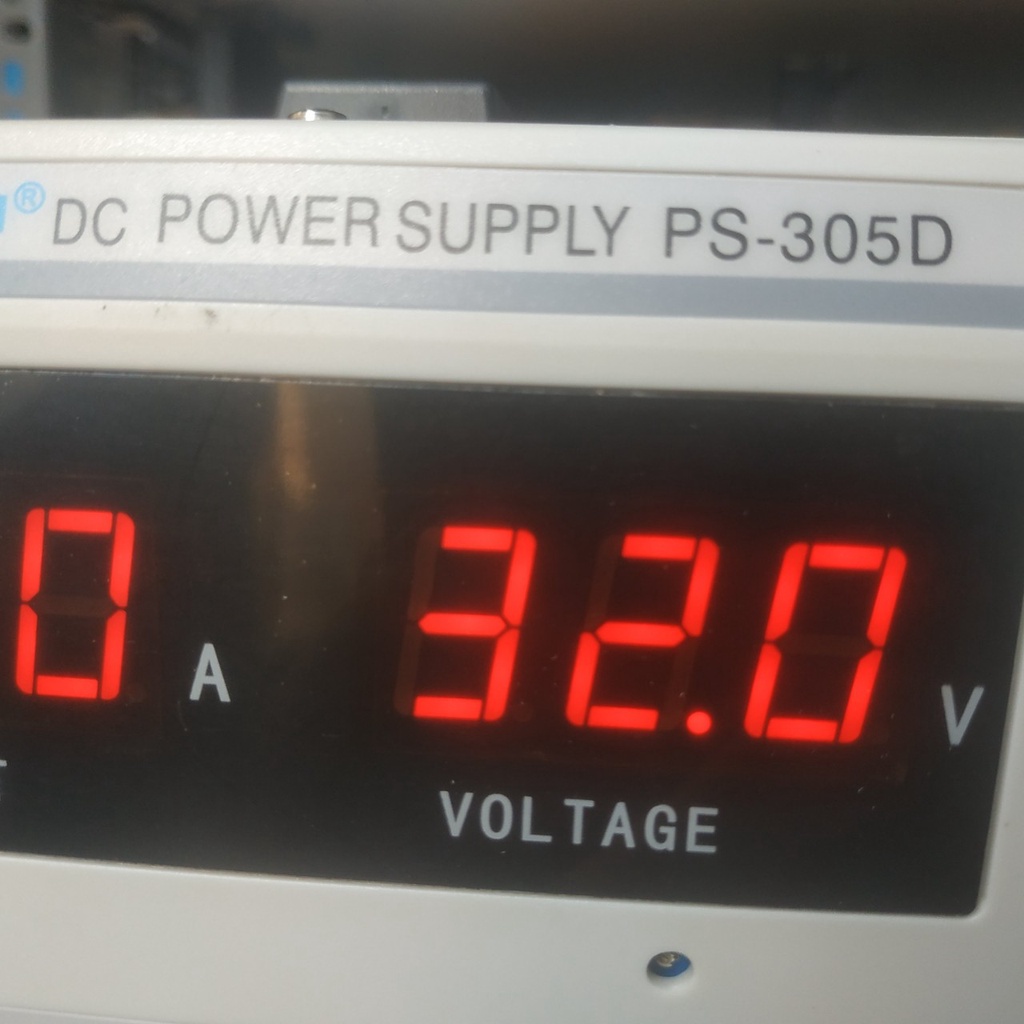 ® DC POWER SUPPLY PS-305D
0 A 32.0 V
VOLTAGE